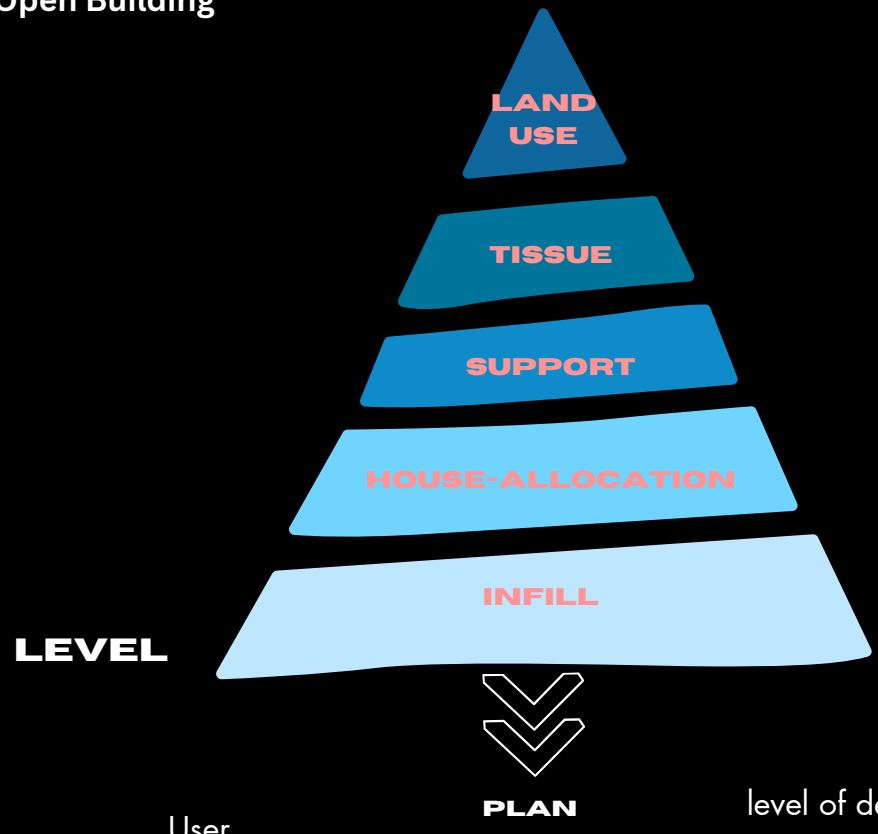 Open Building
LAND
USE
TISSUE
SUPPORT
HOUSE-ALLOCATION
INFILL
LEVEL
PLAN
level of
User